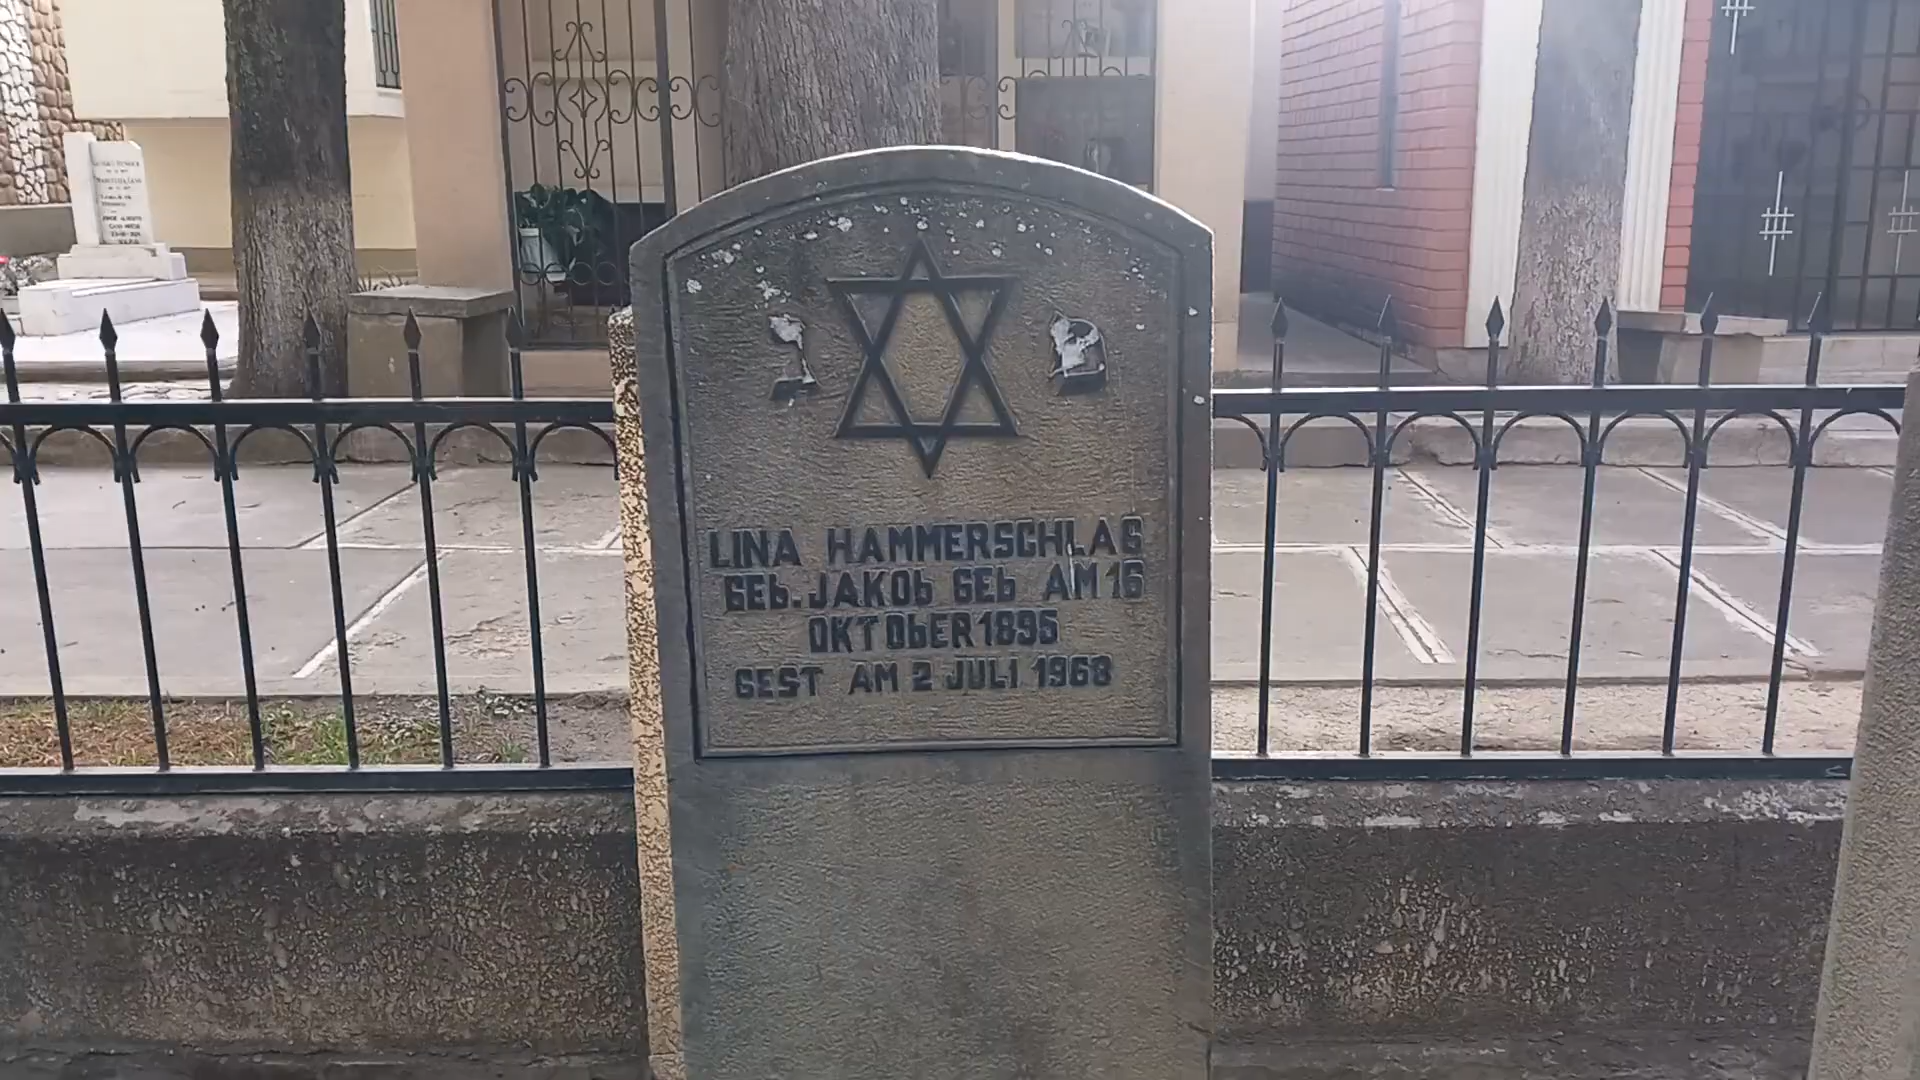 פ נ
LINA HAMMERSCHLAG
GEb. JAKOb GEb AM 16
OKTObER 1895
GEST AM 2 JULI 1968